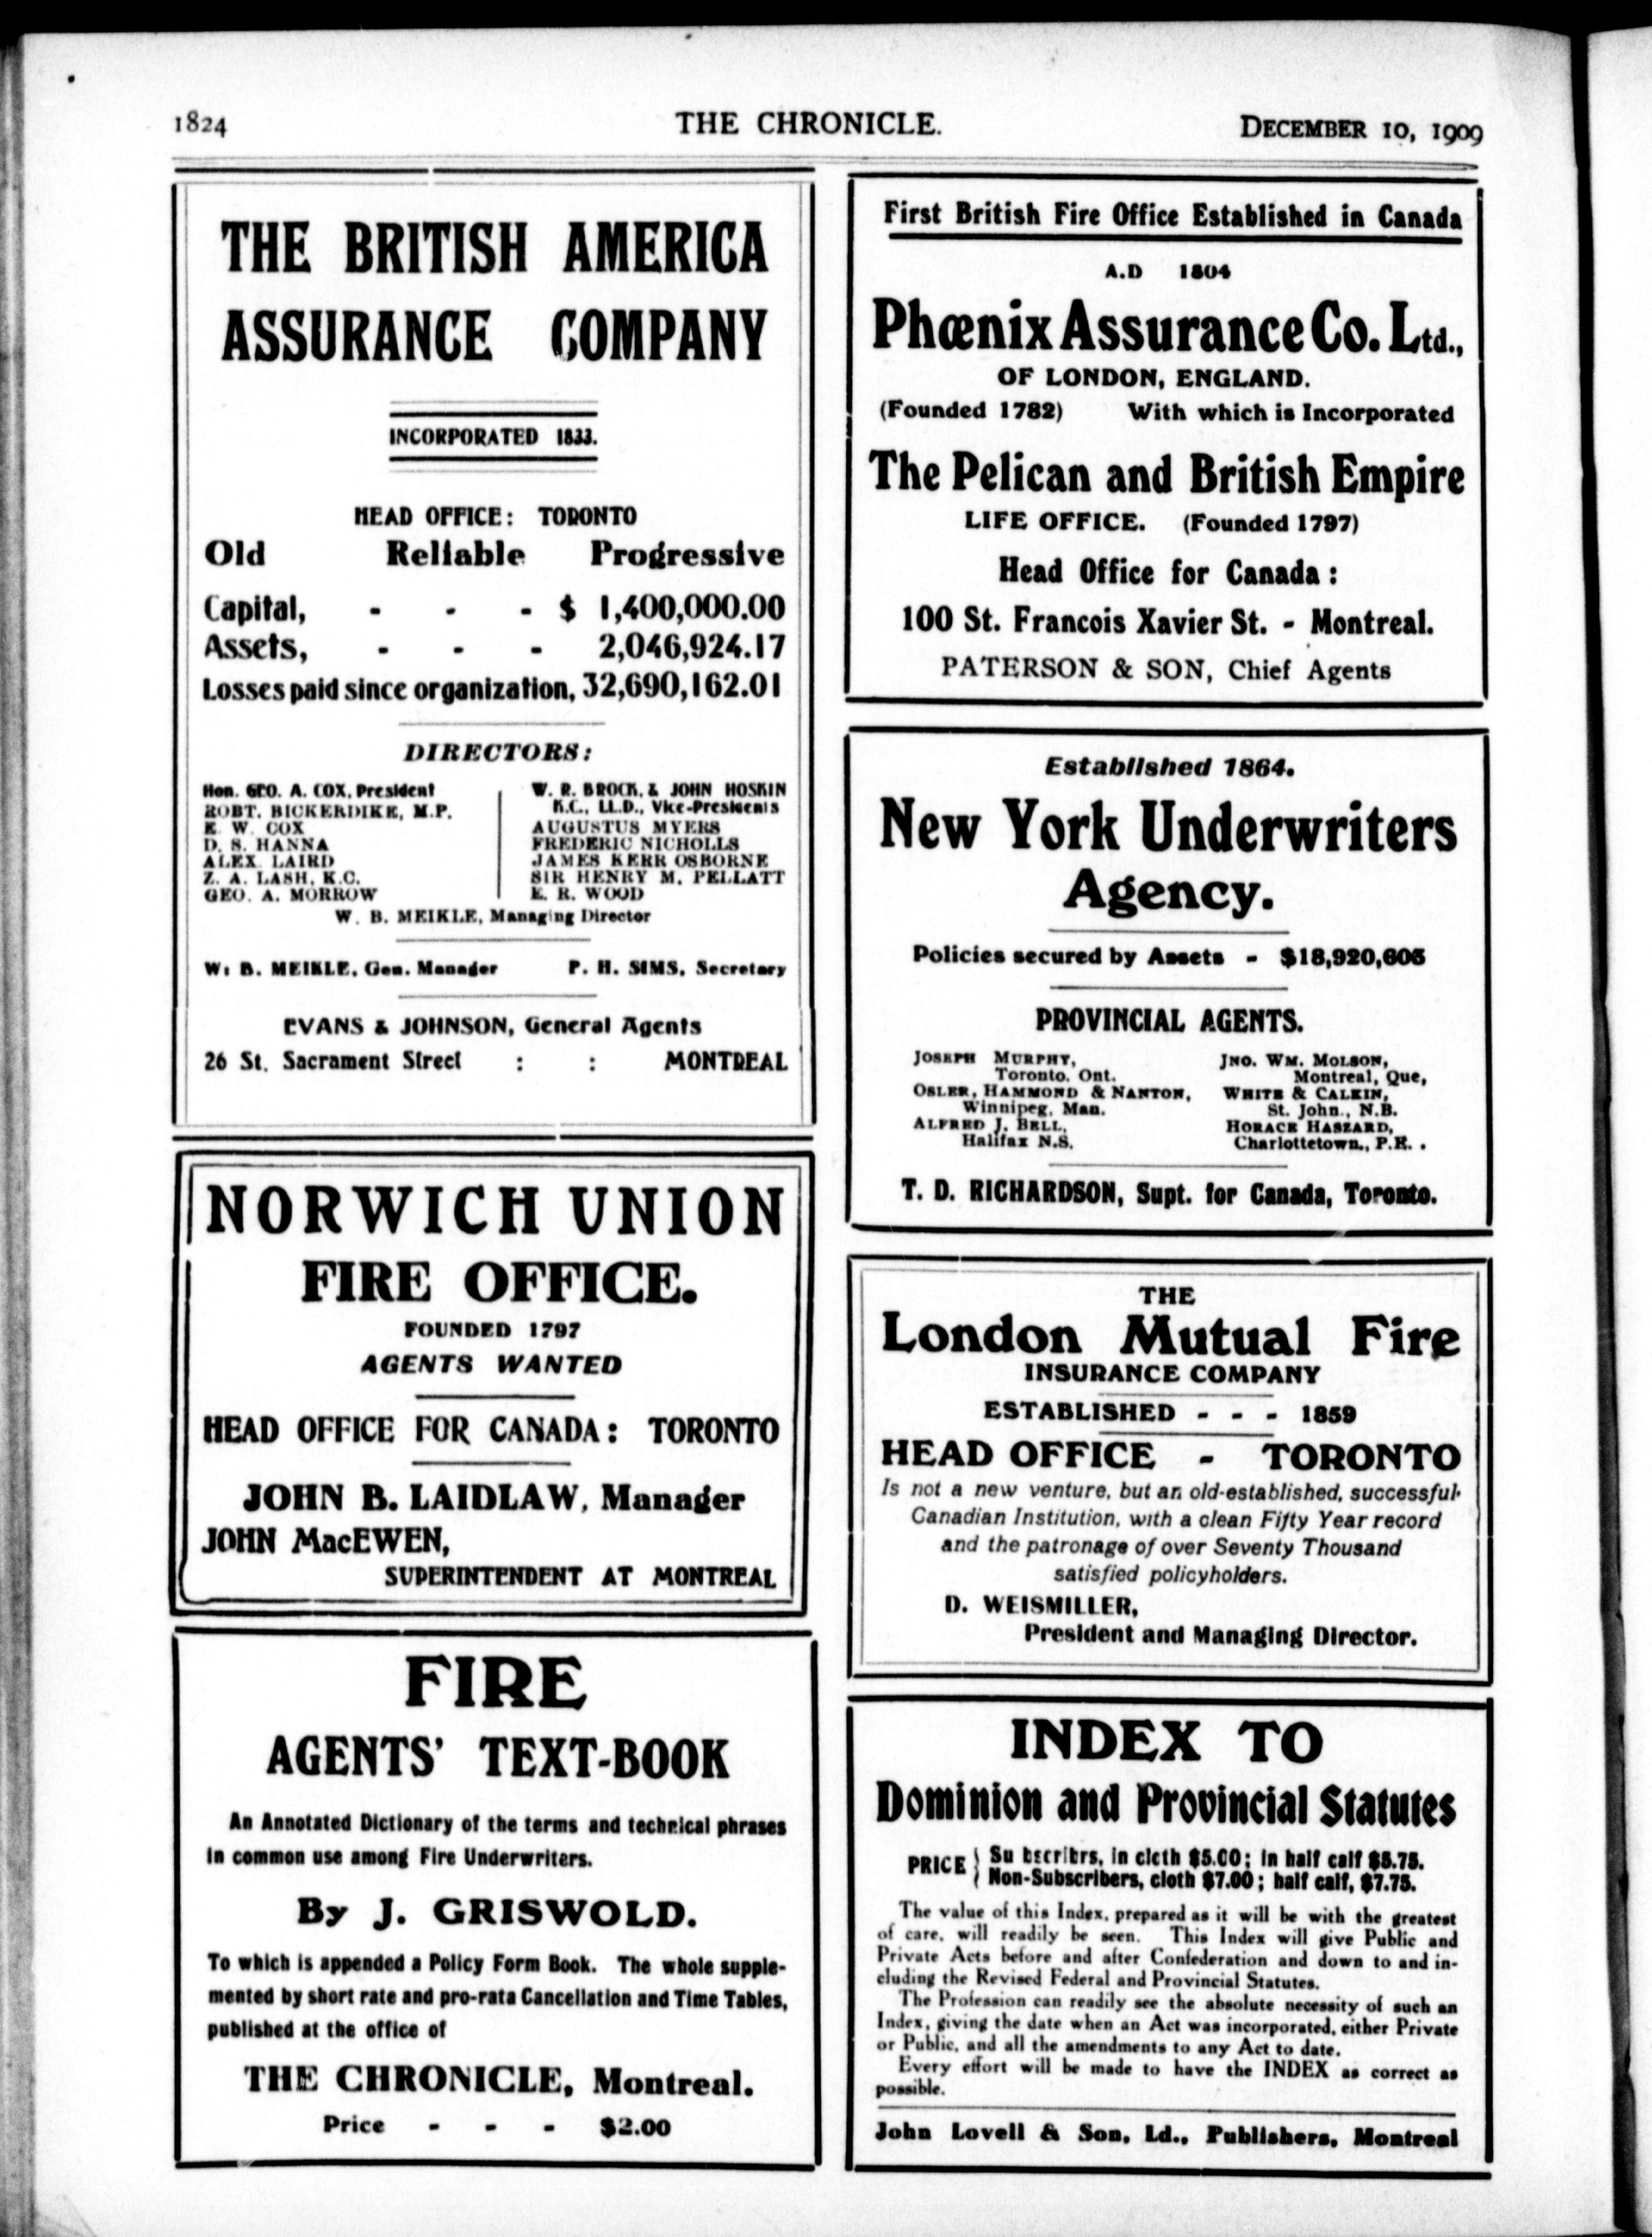 1824
THE CHRONICLE.
DECEMBER 10, 1909
THE BRITISH AMERICA
ASSURANCE COMPANY
INCORPORATED 1833.
HEAD OFFICE: TORONTO
Old Reliable Progressive
Capital, - - - $ 1,400,000.00
Assets, - - - 2,046,924.17
Losses paid since organization, 32,690,162.01
DIRECTORS:
Hon. GEO. A. COX, President
ROBT. BICKERDIKE, M.P.
E. W. COX
D. S. HANNA
ALEX. LAIRD
Z. A. LASH, K.C.
GEO. A. MORROW
W. R. BROCK, & JOHN HOSKIN
K.C., LL.D., Vice-Presidents
AUGUSTUS MYERS
FREDERIC NICHOLLS
JAMES KERR OSBORNE
SIR HENRY M. PELLATT
E. R. WOOD
W. B. MEIKLE, Managing Director
W. B. MEIKLE, Gen. Manager P. H. SIMS, Secretary
EVANS & JOHNSON, General Agents
26 St. Sacrament Street : : MONTREAL
NORWICH UNION
FIRE OFFICE.
FOUNDED 1797
AGENTS WANTED
HEAD OFFICE FOR CANADA: TORONTO
JOHN B. LAIDLAW, Manager
JOHN MacEWEN,
SUPERINTENDENT AT MONTREAL
FIRE
AGENTS' TEXT-BOOK
An Annotated Dictionary of the terms and technical phrases
in common use among Fire Underwriters.
By J. GRISWOLD.
To which is appended a Policy Form Book. The whole supple-
mented by short rate and pro-rata Cancellation and Time Tables,
published at the office of
THE CHRONICLE, Montreal.
Price - - - $2.00
First British Fire Office Established in Canada
A.D 1804
Phœnix Assurance Co. Ltd.,
OF LONDON, ENGLAND.
(Founded 1782) With which is Incorporated
The Pelican and British Empire
LIFE OFFICE. (Founded 1797)
Head Office for Canada:
100 St. Francois Xavier St. - Montreal.
PATERSON & SON, Chief Agents
Established 1864.
New York Underwriters
Agency.
Policies secured by Assets - $18,920,605
PROVINCIAL AGENTS.
JOSEPH MURPHY,
Toronto, Ont.
OSLER, HAMMOND & NANTON,
Winnipeg, Man.
ALFRED J. BELL,
Halifax N.S.
JNO. WM. MOLSON,
Montreal, Que,
WHITE & CALKIN,
St. John., N.B.
HORACE HASZARD,
Charlottetown., P.E. .
T. D. RICHARDSON, Supt. for Canada, Toronto.
THE
London Mutual Fire
INSURANCE COMPANY
ESTABLISHED - - - 1859
HEAD OFFICE - TORONTO
Is not a new venture, but an old-established, successful
Canadian Institution, with a clean Fifty Year record
and the patronage of over Seventy Thousand
satisfied policyholders.
D. WEISMILLER,
President and Managing Director.
INDEX TO
Dominion and Provincial Statutes
PRICE { Su bscribrs, in cloth $5.00; in half calf $5.75.
Non-Subscribers, cloth $7.00; half calf, $7.75.
The value of this Index, prepared as it will be with the greatest
of care, will readily be seen. This Index will give Public and
Private Acts before and after Confederation and down to and in-
cluding the Revised Federal and Provincial Statutes.
The Profession can readily see the absolute necessity of such an
Index, giving the date when an Act was incorporated, either Private
or Public, and all the amendments to any Act to date.
Every effort will be made to have the INDEX as correct as
possible.
John Lovell & Son, Ld., Publishers, Montreal